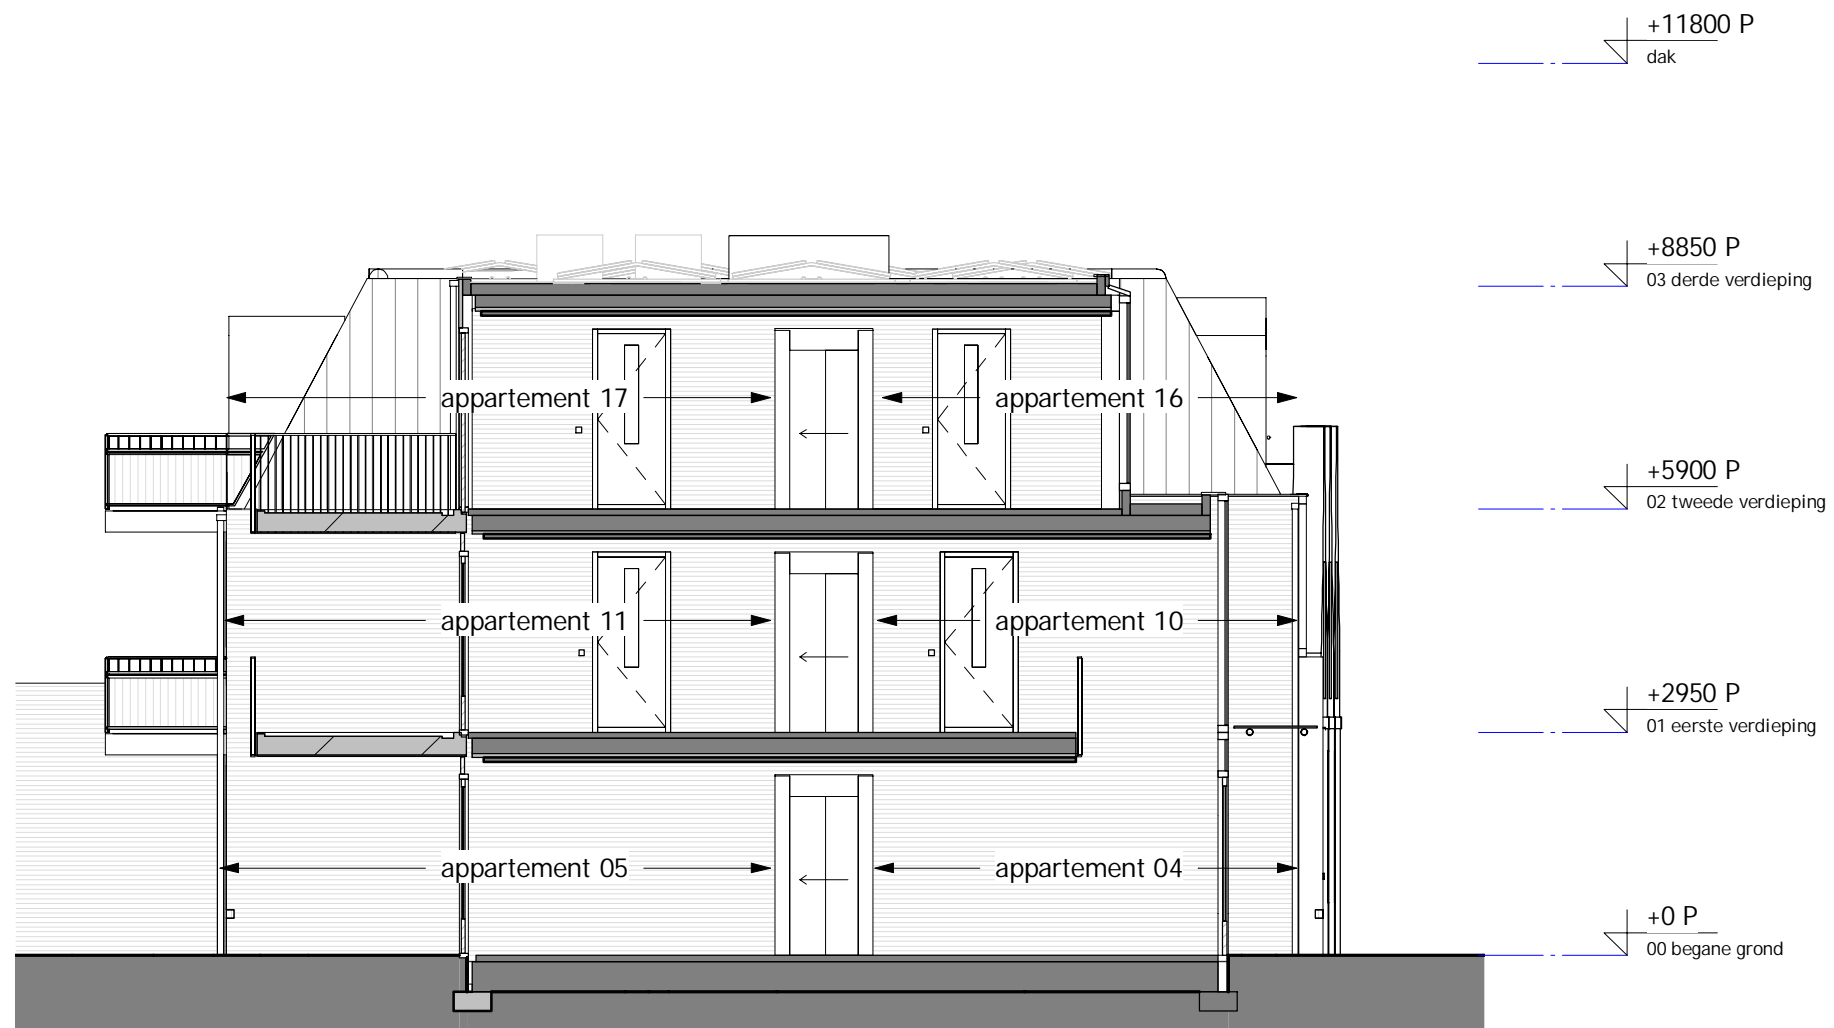 +11800 P
dak
+8850 P
03 derde verdieping
appartement 17
appartement 16
+5900 P
02 tweede verdieping
appartement 11
appartement 10
+2950 P
01 eerste verdieping
appartement 05
appartement 04
+0 P
00 begane grond